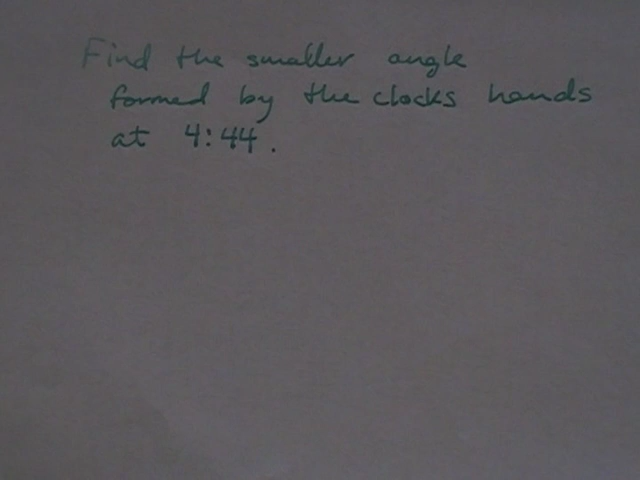 Find the smaller angle
formed by the clocks hands
at 4:44.